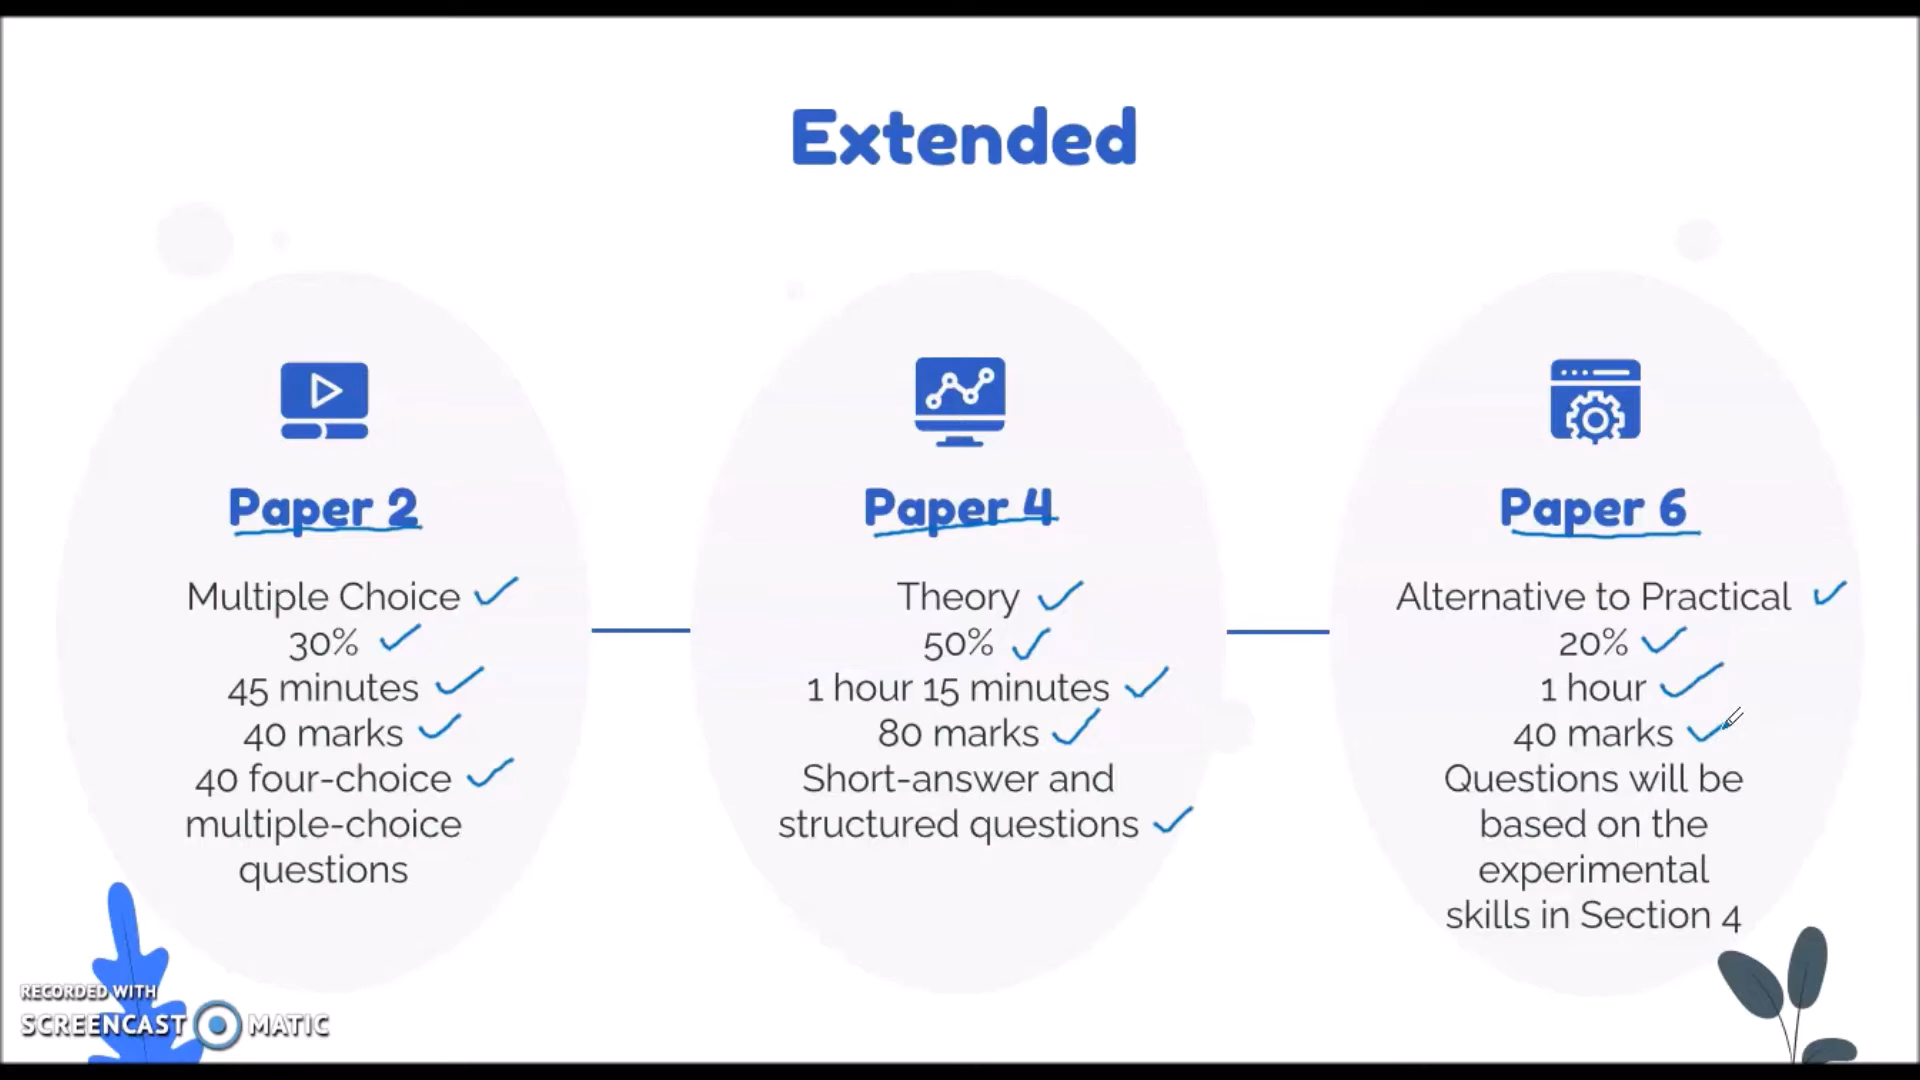 Extended
Paper 2
Multiple Choice
30%
45 minutes
40 marks
40 four-choice
multiple-choice
questions
Paper 4
Theory
50%
1 hour 15 minutes
80 marks
Short-answer and
structured questions
Paper 6
Alternative to Practical
20%
1 hour
40 marks
Questions will be
based on the
experimental
skills in Section 4
RECORDED WITH
SCREENCAST MATIC